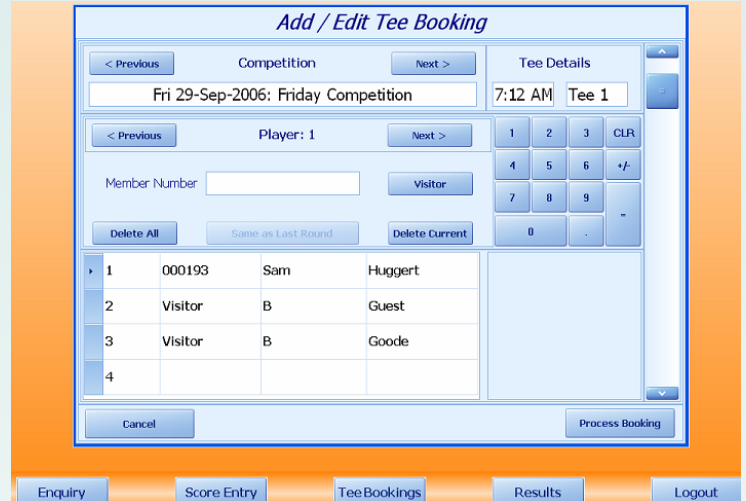 Add / Edit Tee Booking
< Previous Competition Next > Tee Details
Fri 29-Sep-2006: Friday Competition 7:12 AM Tee 1
< Previous Player: 1 Next > 1 2 3 CLR
4 5 6 +/-
Member Number Visitor
7 8 9 =
Delete All Same as Last Round Delete Current 0 .
1 000193 Sam Huggert
2 Visitor B Guest
3 Visitor B Goode
4
Cancel Process Booking
Enquiry Score Entry Tee Bookings Results Logout